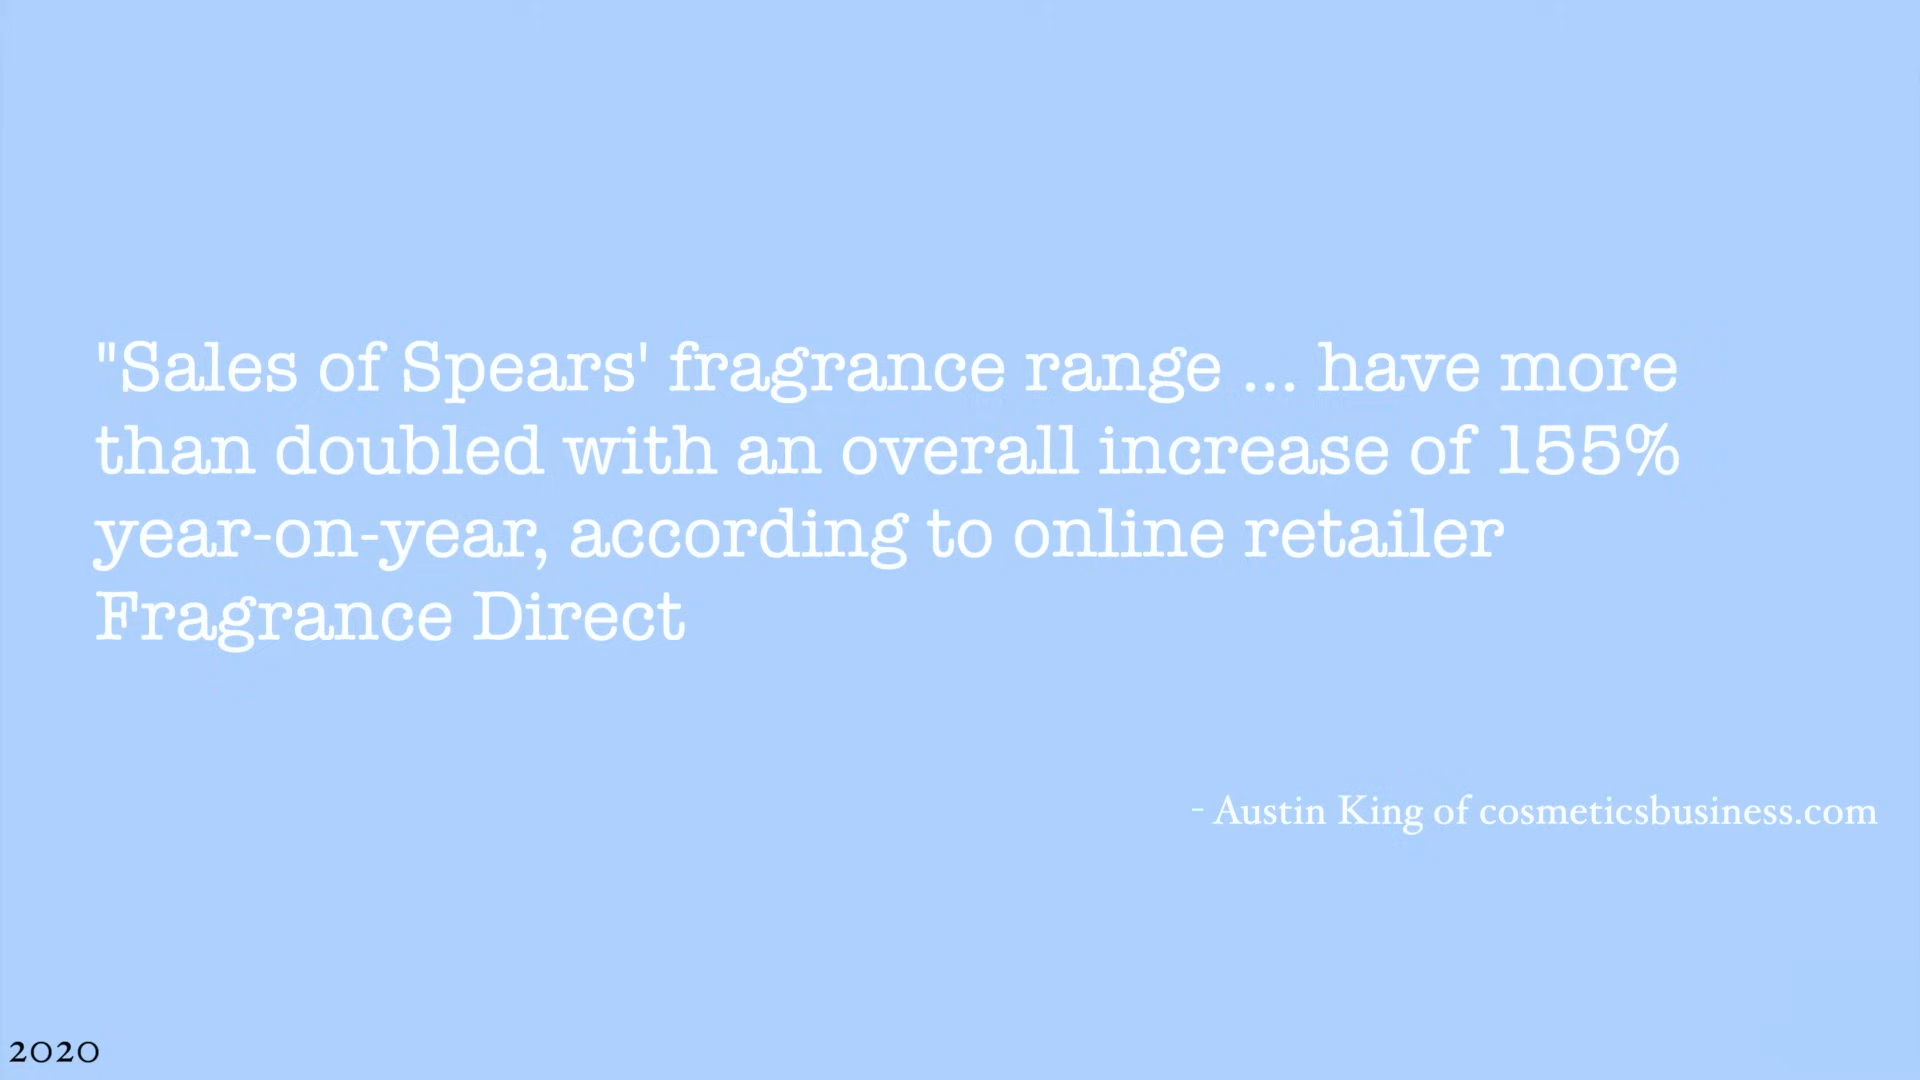 "Sales of Spears' fragrance range ... have more
than doubled with an overall increase of 155%
year-on-year, according to online retailer
Fragrance Direct
- Austin King of cosmeticsbusiness.com
2020